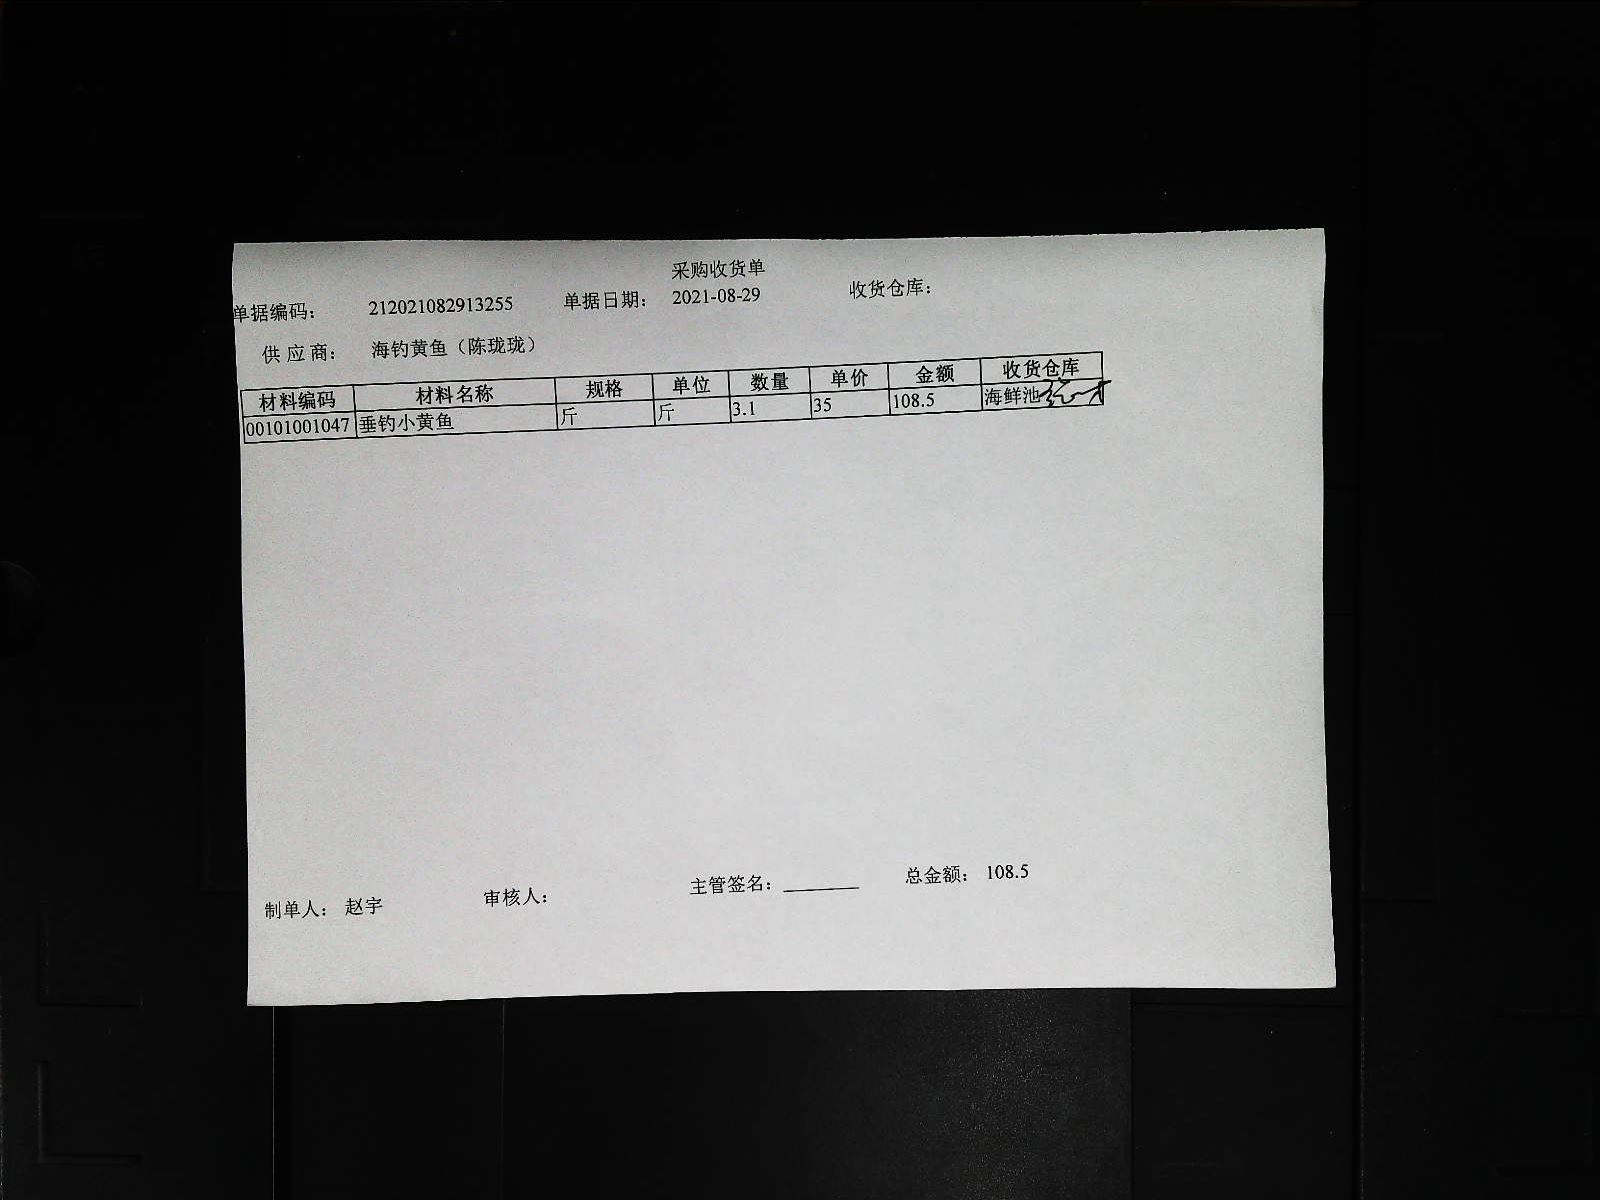 采购收货单
单据编码： 212021082913255 单据日期： 2021-08-29 收货仓库：
供 应 商： 海钓黄鱼（陈珑珑）
材料编码 材料名称 规格 单位 数量 单价 金额 收货仓库
00101001047 垂钓小黄鱼 斤 斤 3.1 35 108.5 海鲜池
制单人： 赵宇 审核人： 主管签名： 总金额： 108.5